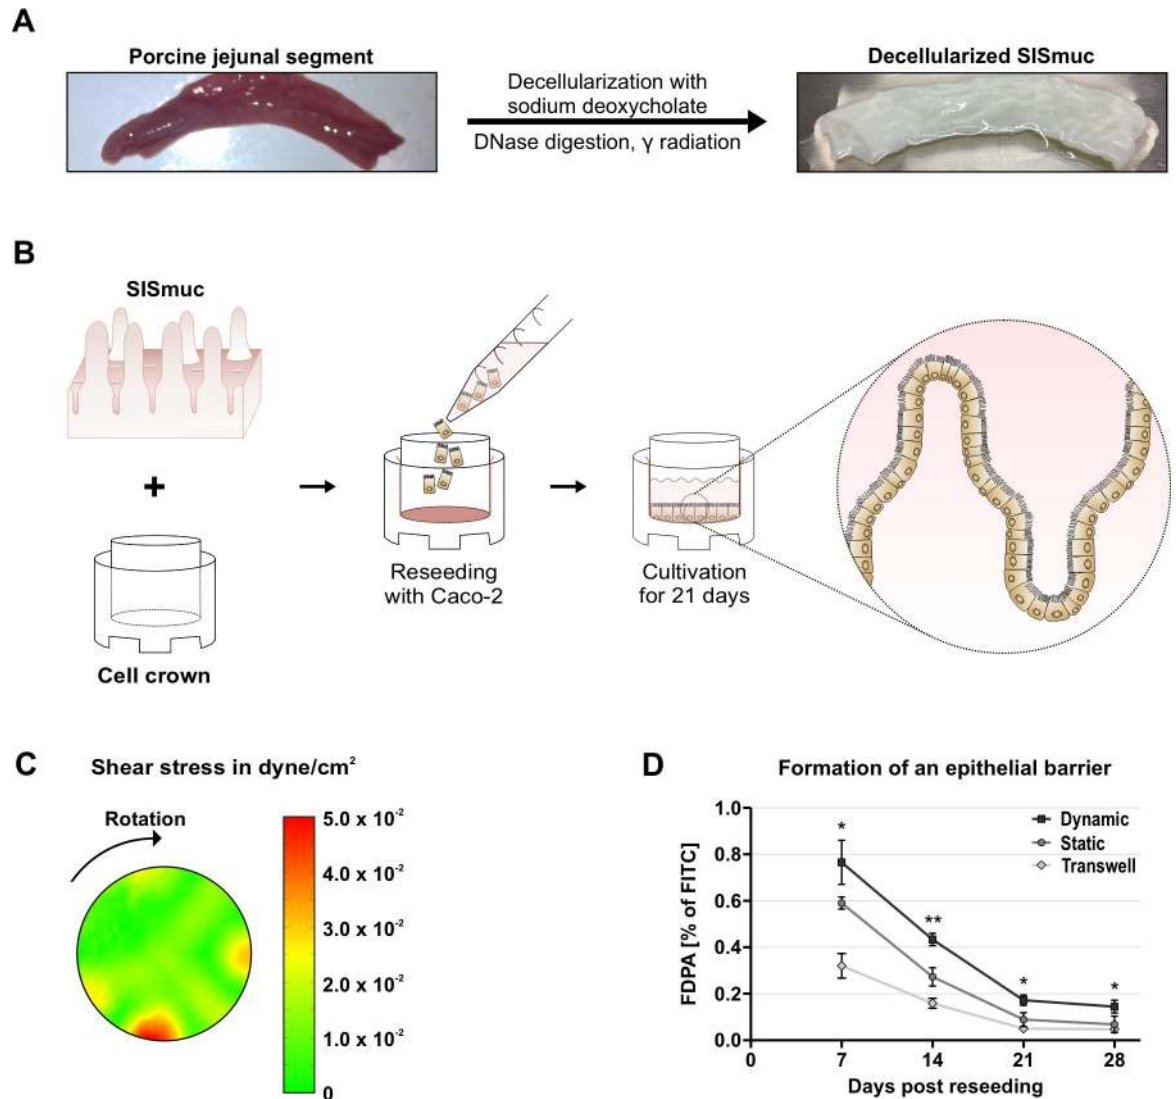 A
Porcine jejunal segment
Decellularization with
sodium deoxycholate
DNase digestion, γ radiation
Decellularized SISmuc
B
SISmuc
+
Cell crown
Reseeding
with Caco-2
Cultivation
for 21 days
C
Shear stress in dyne/cm²
Rotation
5.0 x 10⁻²
4.0 x 10⁻²
3.0 x 10⁻²
2.0 x 10⁻²
1.0 x 10⁻²
0
D
Formation of an epithelial barrier
FDPA [% of FITC]
1.0
0.8
0.6
0.4
0.2
0.0
*
**
*
*
Dynamic
Static
Transwell
0 7 14 21 28
Days post reseeding